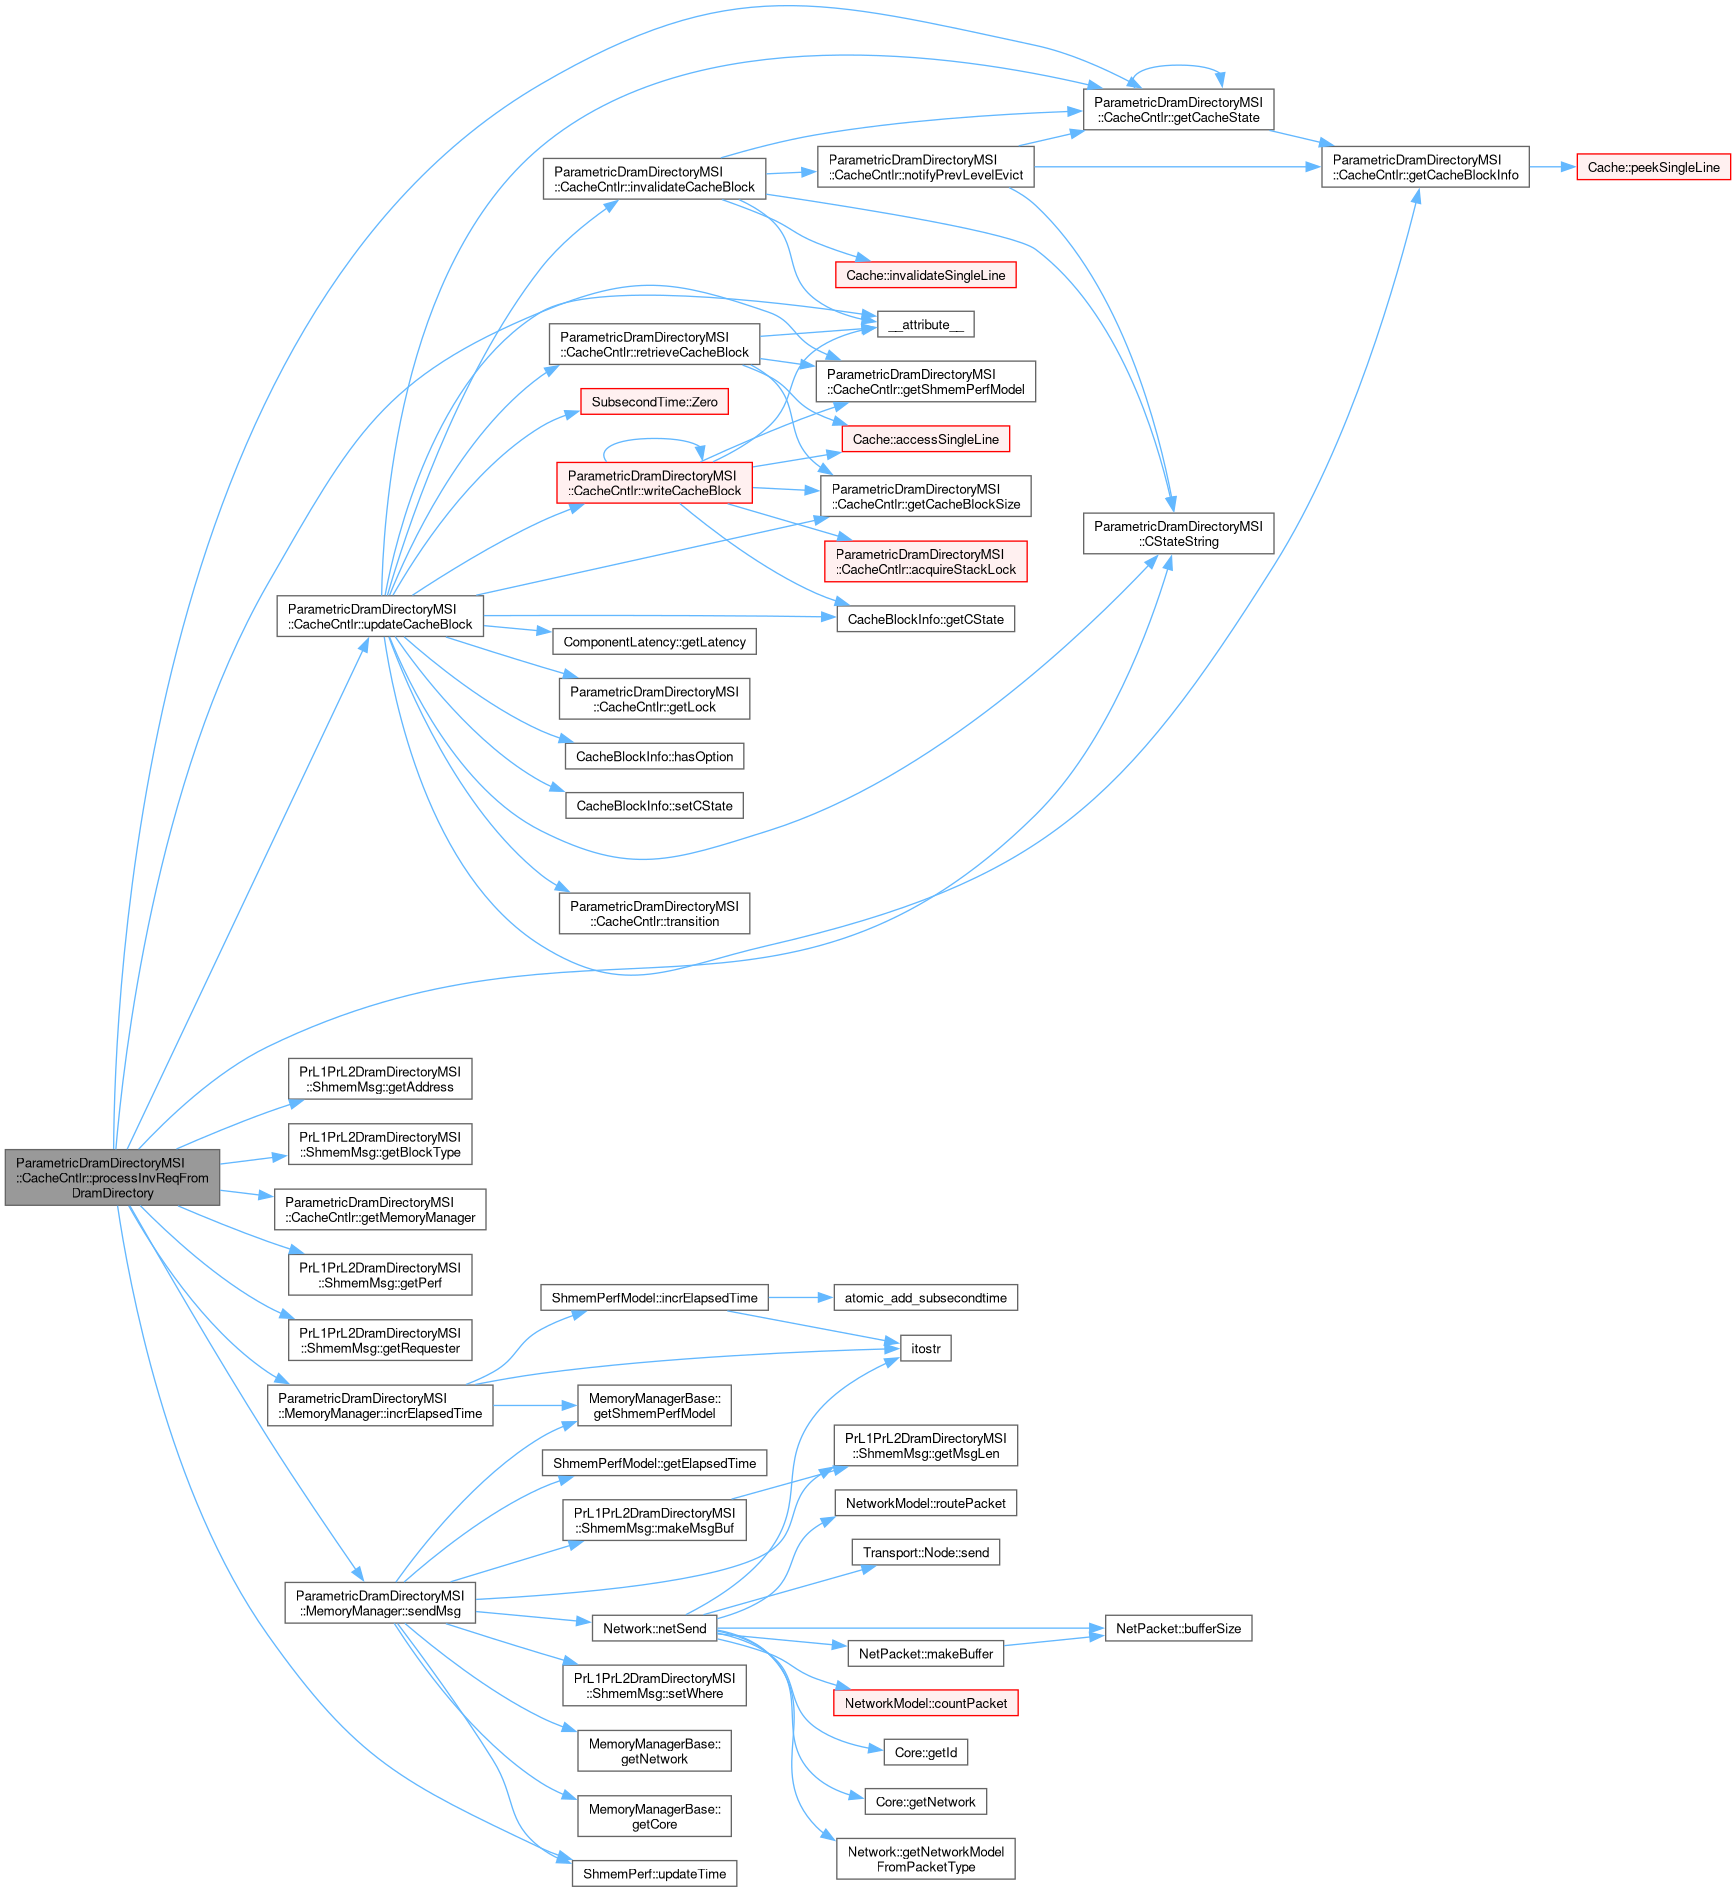 ParametricDramDirectoryMSI
::CacheCntlr::getCacheState
ParametricDramDirectoryMSI
::CacheCntlr::invalidateCacheBlock
ParametricDramDirectoryMSI
::CacheCntlr::notifyPrevLevelEvict
ParametricDramDirectoryMSI
::CacheCntlr::getCacheBlockInfo
Cache::peekSingleLine
Cache::invalidateSingleLine
__attribute__
ParametricDramDirectoryMSI
::CacheCntlr::retrieveCacheBlock
ParametricDramDirectoryMSI
::CacheCntlr::getShmemPerfModel
SubsecondTime::Zero
Cache::accessSingleLine
ParametricDramDirectoryMSI
::CacheCntlr::writeCacheBlock
ParametricDramDirectoryMSI
::CacheCntlr::getCacheBlockSize
ParametricDramDirectoryMSI
::CStateString
ParametricDramDirectoryMSI
::CacheCntlr::acquireStackLock
ParametricDramDirectoryMSI
::CacheCntlr::updateCacheBlock
CacheBlockInfo::getCState
ComponentLatency::getLatency
ParametricDramDirectoryMSI
::CacheCntlr::getLock
CacheBlockInfo::hasOption
CacheBlockInfo::setCState
ParametricDramDirectoryMSI
::CacheCntlr::transition
PrL1PrL2DramDirectoryMSI
::ShmemMsg::getAddress
PrL1PrL2DramDirectoryMSI
::ShmemMsg::getBlockType
ParametricDramDirectoryMSI
::CacheCntlr::processInvReqFrom
DramDirectory
ParametricDramDirectoryMSI
::CacheCntlr::getMemoryManager
PrL1PrL2DramDirectoryMSI
::ShmemMsg::getPerf
PrL1PrL2DramDirectoryMSI
::ShmemMsg::getRequester
ShmemPerfModel::incrElapsedTime
atomic_add_subsecondtime
itostr
ParametricDramDirectoryMSI
::MemoryManager::incrElapsedTime
MemoryManagerBase::
getShmemPerfModel
ShmemPerfModel::getElapsedTime
PrL1PrL2DramDirectoryMSI
::ShmemMsg::getMsgLen
PrL1PrL2DramDirectoryMSI
::ShmemMsg::makeMsgBuf
NetworkModel::routePacket
Transport::Node::send
ParametricDramDirectoryMSI
::MemoryManager::sendMsg
Network::netSend
NetPacket::bufferSize
NetPacket::makeBuffer
PrL1PrL2DramDirectoryMSI
::ShmemMsg::setWhere
NetworkModel::countPacket
MemoryManagerBase::
getNetwork
Core::getId
MemoryManagerBase::
getCore
Core::getNetwork
Network::getNetworkModel
FromPacketType
ShmemPerf::updateTime